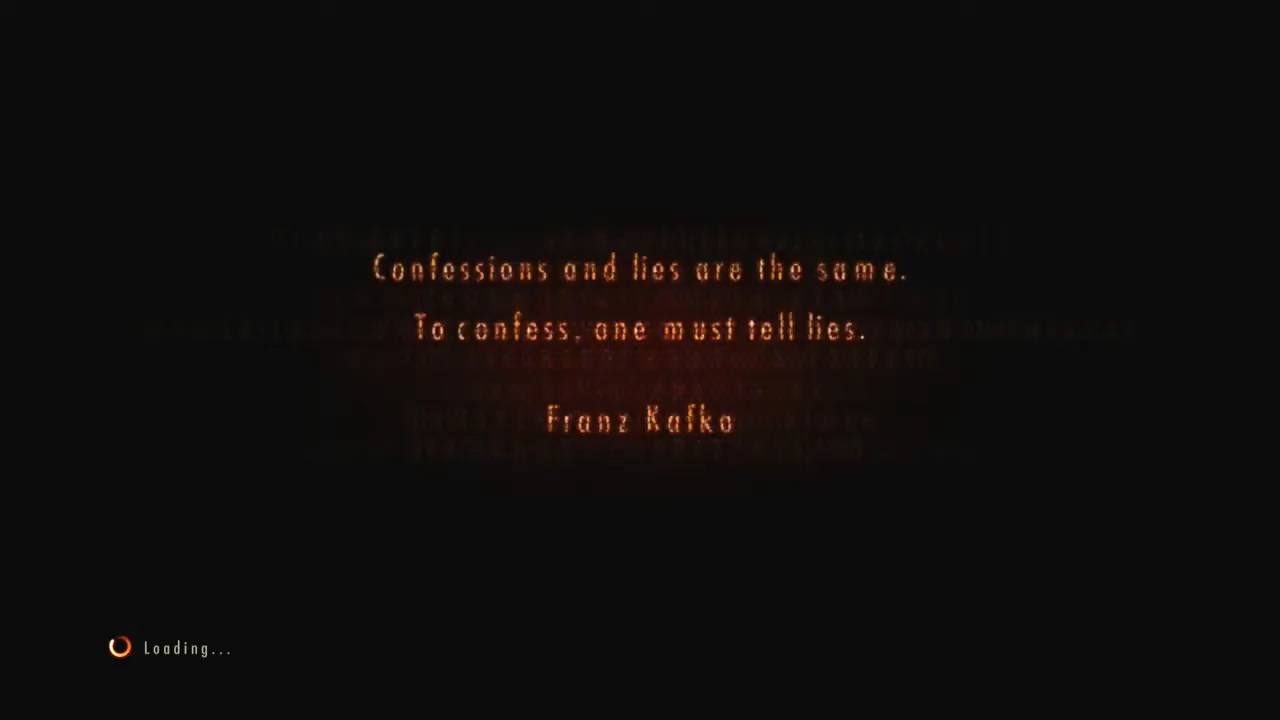 Confessions and lies are the same.
To confess, one must tell lies.
Franz Kafka
Loading...